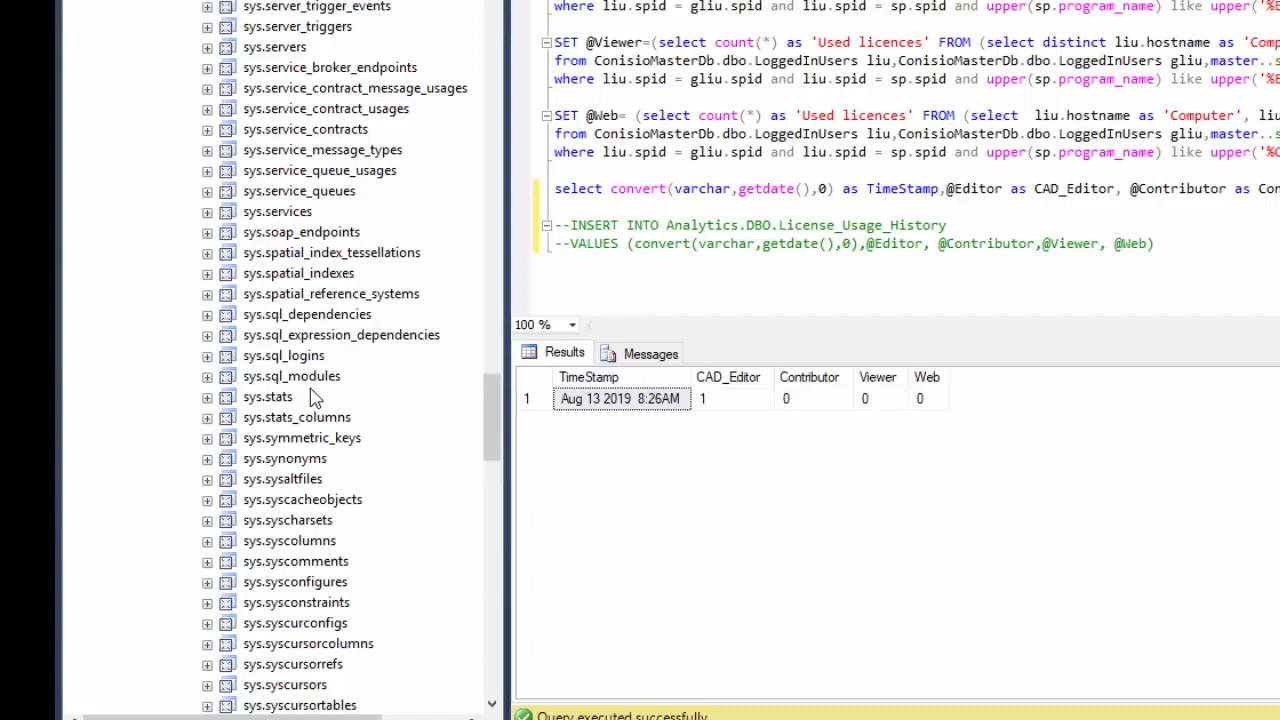 sys.server_trigger_events
sys.server_triggers
sys.servers
sys.service_broker_endpoints
sys.service_contract_message_usages
sys.service_contract_usages
sys.service_contracts
sys.service_message_types
sys.service_queue_usages
sys.service_queues
sys.services
sys.soap_endpoints
sys.spatial_index_tessellations
sys.spatial_indexes
sys.spatial_reference_systems
sys.sql_dependencies
sys.sql_expression_dependencies
sys.sql_logins
sys.sql_modules
sys.stats
sys.stats_columns
sys.symmetric_keys
sys.synonyms
sys.sysaltfiles
sys.syscacheobjects
sys.syscharsets
sys.syscolumns
sys.syscomments
sys.sysconfigures
sys.sysconstraints
sys.syscurconfigs
sys.syscursorcolumns
sys.syscursorrefs
sys.syscursors
sys.syscursortables
where liu.spid = gliu.spid and liu.spid = sp.spid and upper(sp.program_name) like upper('%E
SET @Viewer=(select count(*) as 'Used licences' FROM (select distinct liu.hostname as 'Comp
from ConisioMasterDb.dbo.LoggedInUsers liu,ConisioMasterDb.dbo.LoggedInUsers gliu,master..s
where liu.spid = gliu.spid and liu.spid = sp.spid and upper(sp.program_name) like upper('%E
SET @Web= (select count(*) as 'Used licences' FROM (select liu.hostname as 'Computer', liu
from ConisioMasterDb.dbo.LoggedInUsers liu,ConisioMasterDb.dbo.LoggedInUsers gliu,master..s
where liu.spid = gliu.spid and liu.spid = sp.spid and upper(sp.program_name) like upper('%C
select convert(varchar,getdate(),0) as TimeStamp,@Editor as CAD_Editor, @Contributor as Con
--INSERT INTO Analytics.DBO.License_Usage_History
--VALUES (convert(varchar,getdate(),0),@Editor, @Contributor,@Viewer, @Web)
100 %
Results Messages
TimeStamp CAD_Editor Contributor Viewer Web
1 Aug 13 2019 8:26AM 1 0 0 0
Query executed successfully